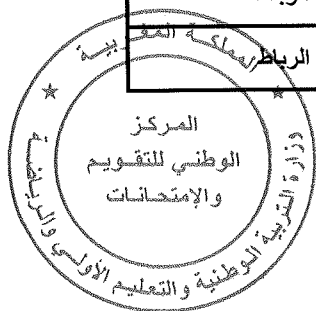 الرباط
المملكة المغربية
المركز
الوطني للتقويم
والإمتحانات
وزارة التربية الوطنية والتعليم الأولي والرياضة